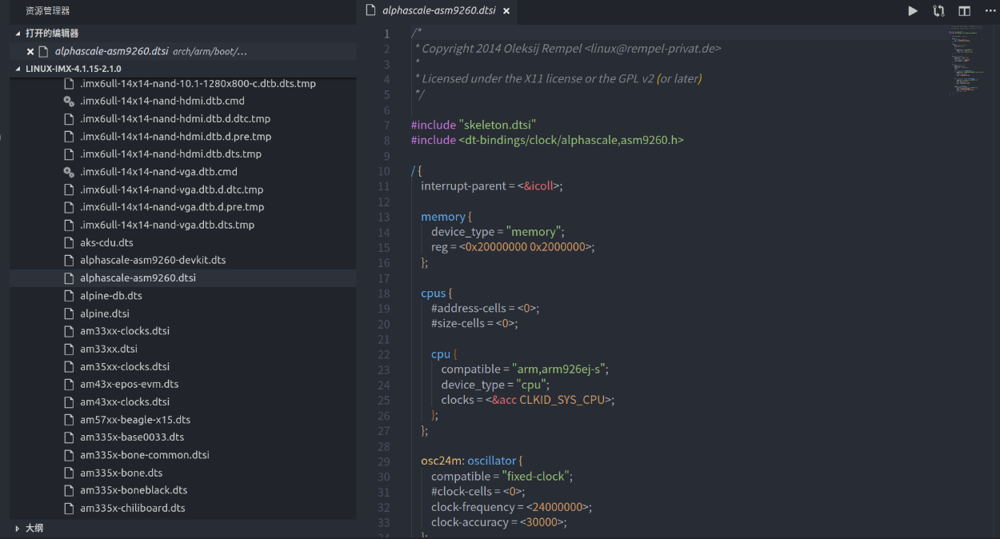 资源管理器
打开的编辑器
alphascale-asm9260.dtsi arch/arm/boot/...
LINUX-IMX-4.1.15-2.1.0
.imx6ull-14x14-nand-10.1-1280x800-c.dtb.dts.tmp
.imx6ull-14x14-nand-hdmi.dtb.cmd
.imx6ull-14x14-nand-hdmi.dtb.d.dtc.tmp
.imx6ull-14x14-nand-hdmi.dtb.d.pre.tmp
.imx6ull-14x14-nand-hdmi.dtb.dts.tmp
.imx6ull-14x14-nand-vga.dtb.cmd
.imx6ull-14x14-nand-vga.dtb.d.dtc.tmp
.imx6ull-14x14-nand-vga.dtb.d.pre.tmp
.imx6ull-14x14-nand-vga.dtb.dts.tmp
aks-cdu.dts
alphascale-asm9260-devkit.dts
alphascale-asm9260.dtsi
alpine-db.dts
alpine.dtsi
am33xx-clocks.dtsi
am33xx.dtsi
am35xx-clocks.dtsi
am43x-epos-evm.dts
am43xx-clocks.dtsi
am57xx-beagle-x15.dts
am335x-base0033.dts
am335x-bone-common.dtsi
am335x-bone.dts
am335x-boneblack.dts
am335x-chiliboard.dts
大纲
alphascale-asm9260.dtsi
1 /*
2 * Copyright 2014 Oleksij Rempel <linux@rempel-privat.de>
3 *
4 * Licensed under the X11 license or the GPL v2 (or later)
5 */
6
7 #include "skeleton.dtsi"
8 #include <dt-bindings/clock/alphascale,asm9260.h>
9
10 / {
11 interrupt-parent = <&icoll>;
12
13 memory {
14 device_type = "memory";
15 reg = <0x20000000 0x2000000>;
16 };
17
18 cpus {
19 #address-cells = <0>;
20 #size-cells = <0>;
21
22 cpu {
23 compatible = "arm,arm926ej-s";
24 device_type = "cpu";
25 clocks = <&acc CLKID_SYS_CPU>;
26 };
27 };
28
29 osc24m: oscillator {
30 compatible = "fixed-clock";
31 #clock-cells = <0>;
32 clock-frequency = <24000000>;
33 clock-accuracy = <30000>;
34 };